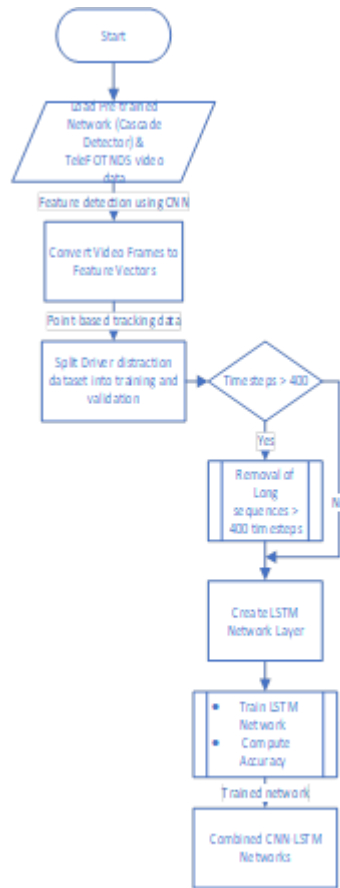 Start
Load Pre-trained
Network (Cascade
Detector) &
TeleFOT NDS video
data
Feature detection using CNN
Convert Video Frames to
Feature Vectors
Point based tracking data
Split Driver distraction
dataset into training and
validation
Timesteps > 400
Yes
N
Removal of
Long
sequences >
400 timesteps
Create LSTM
Network Layer
• Train LSTM
Network
• Compute
Accuracy
Trained network
Combined CNN-LSTM
Networks